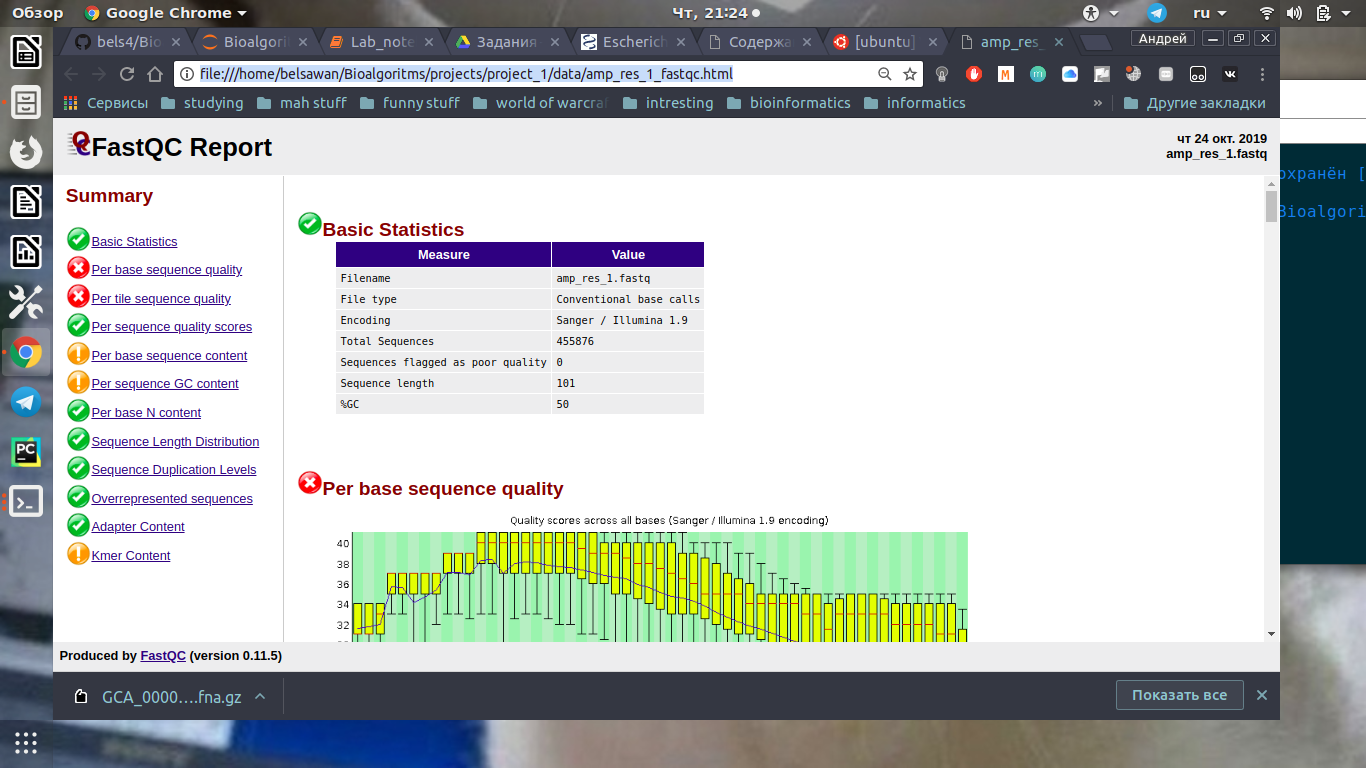 Обзор Google Chrome Чт, 21:24 ru
bels4/Bio Bioalgori Lab_note Задания Escherich Содержа [ubuntu] amp_res_ Андрей
file:///home/belsawan/Bioalgoritms/projects/project_1/data/amp_res_1_fastqc.html
Сервисы studying mah stuff funny stuff world of warcraf intresting bioinformatics informatics » Другие закладки
FastQC Report
чт 24 окт. 2019
amp_res_1.fastq
Summary
Basic Statistics
Per base sequence quality
Per tile sequence quality
Per sequence quality scores
Per base sequence content
Per sequence GC content
Per base N content
Sequence Length Distribution
Sequence Duplication Levels
Overrepresented sequences
Adapter Content
Kmer Content
Basic Statistics
Measure Value
Filename amp_res_1.fastq
File type Conventional base calls
Encoding Sanger / Illumina 1.9
Total Sequences 455876
Sequences flagged as poor quality 0
Sequence length 101
%GC 50
Per base sequence quality
Quality scores across all bases (Sanger / Illumina 1.9 encoding)
40
38
36
34
32
Produced by FastQC (version 0.11.5)
GCA_0000….fna.gz Показать все
охранён [
Bioalgori
PC